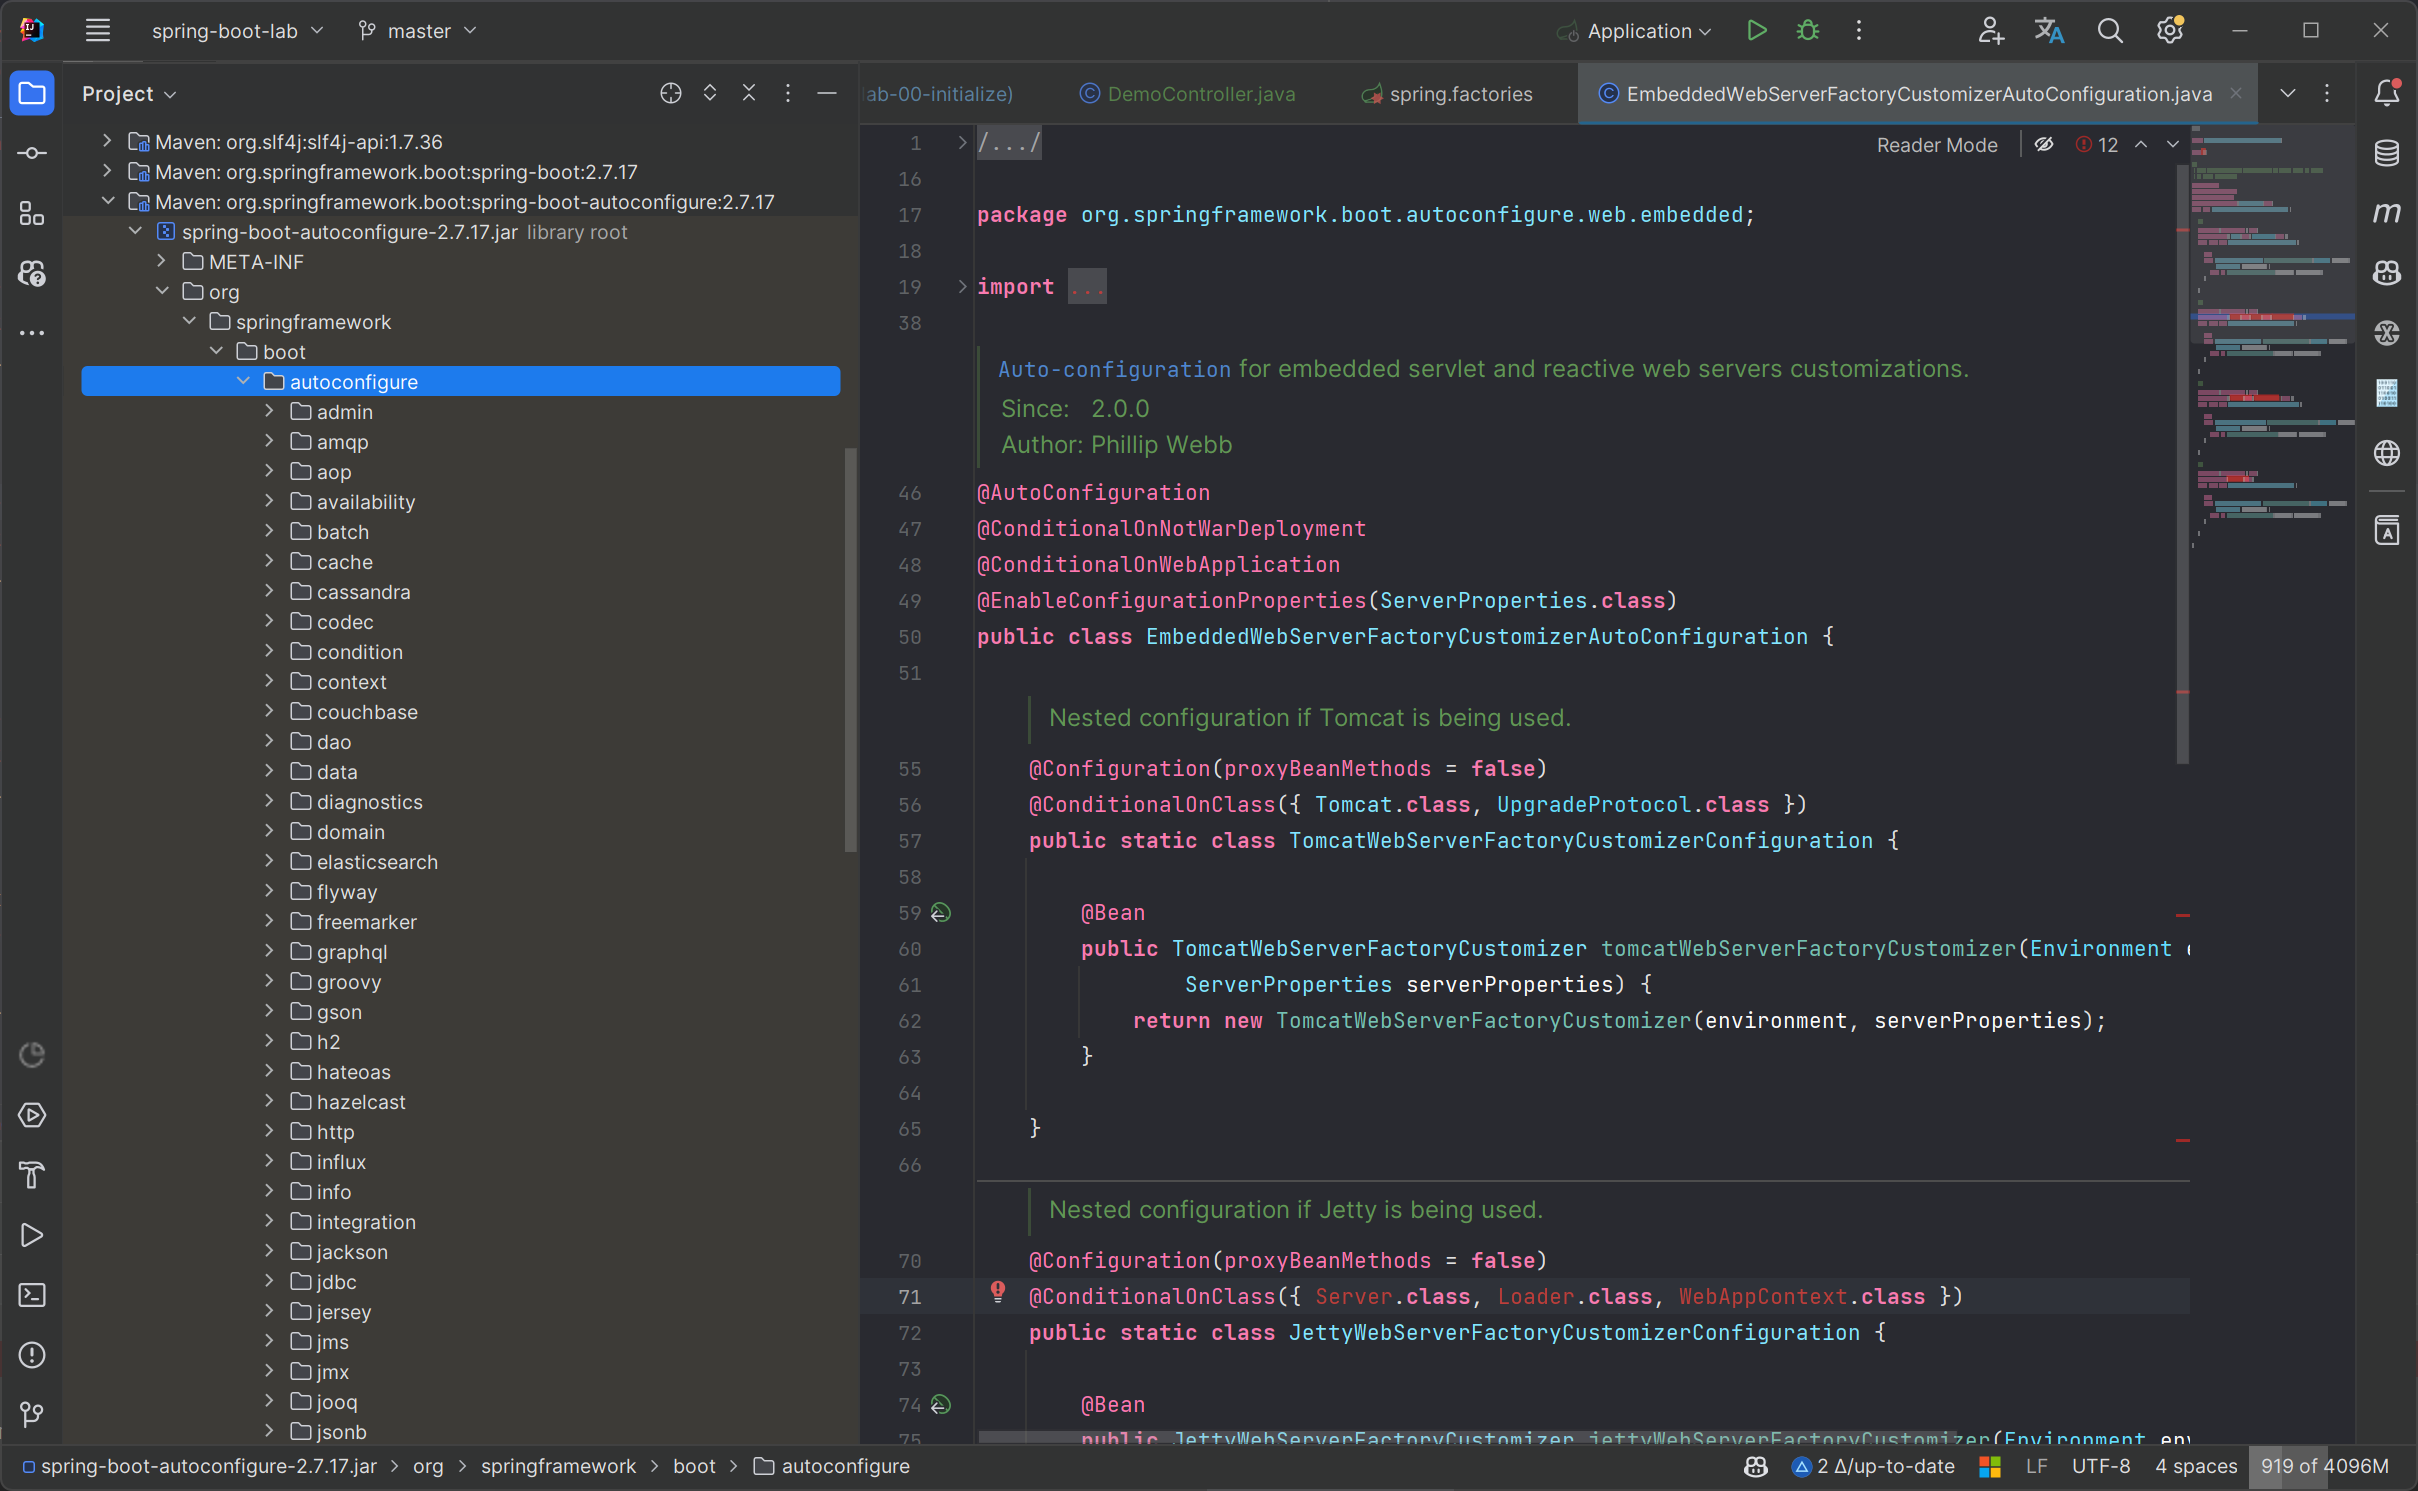 spring-boot-lab
master
Application
Project
Maven: org.slf4j:slf4j-api:1.7.36
Maven: org.springframework.boot:spring-boot:2.7.17
Maven: org.springframework.boot:spring-boot-autoconfigure:2.7.17
spring-boot-autoconfigure-2.7.17.jar library root
META-INF
org
springframework
boot
autoconfigure
admin
amqp
aop
availability
batch
cache
cassandra
codec
condition
context
couchbase
dao
data
diagnostics
domain
elasticsearch
flyway
freemarker
graphql
groovy
gson
h2
hateoas
hazelcast
http
influx
info
integration
jackson
jdbc
jersey
jms
jmx
jooq
jsonb
ab-00-initialize)
DemoController.java
spring.factories
EmbeddedWebServerFactoryCustomizerAutoConfiguration.java
Reader Mode
12
1 /.../
16
17 package org.springframework.boot.autoconfigure.web.embedded;
18
19 import ...
38
Auto-configuration for embedded servlet and reactive web servers customizations.
Since: 2.0.0
Author: Phillip Webb
46 @AutoConfiguration
47 @ConditionalOnNotWarDeployment
48 @ConditionalOnWebApplication
49 @EnableConfigurationProperties(ServerProperties.class)
50 public class EmbeddedWebServerFactoryCustomizerAutoConfiguration {
51
Nested configuration if Tomcat is being used.
55 @Configuration(proxyBeanMethods = false)
56 @ConditionalOnClass({ Tomcat.class, UpgradeProtocol.class })
57 public static class TomcatWebServerFactoryCustomizerConfiguration {
58
59 @Bean
60 public TomcatWebServerFactoryCustomizer tomcatWebServerFactoryCustomizer(Environment
61 ServerProperties serverProperties) {
62 return new TomcatWebServerFactoryCustomizer(environment, serverProperties);
63 }
64
65 }
66
Nested configuration if Jetty is being used.
70 @Configuration(proxyBeanMethods = false)
71 @ConditionalOnClass({ Server.class, Loader.class, WebAppContext.class })
72 public static class JettyWebServerFactoryCustomizerConfiguration {
73
74 @Bean
75 public JettyWebServerFactoryCustomizer jettyWebServerFactoryCustomizer(Environment env
spring-boot-autoconfigure-2.7.17.jar > org > springframework > boot > autoconfigure
2 Δ/up-to-date
LF
UTF-8
4 spaces
919 of 4096M